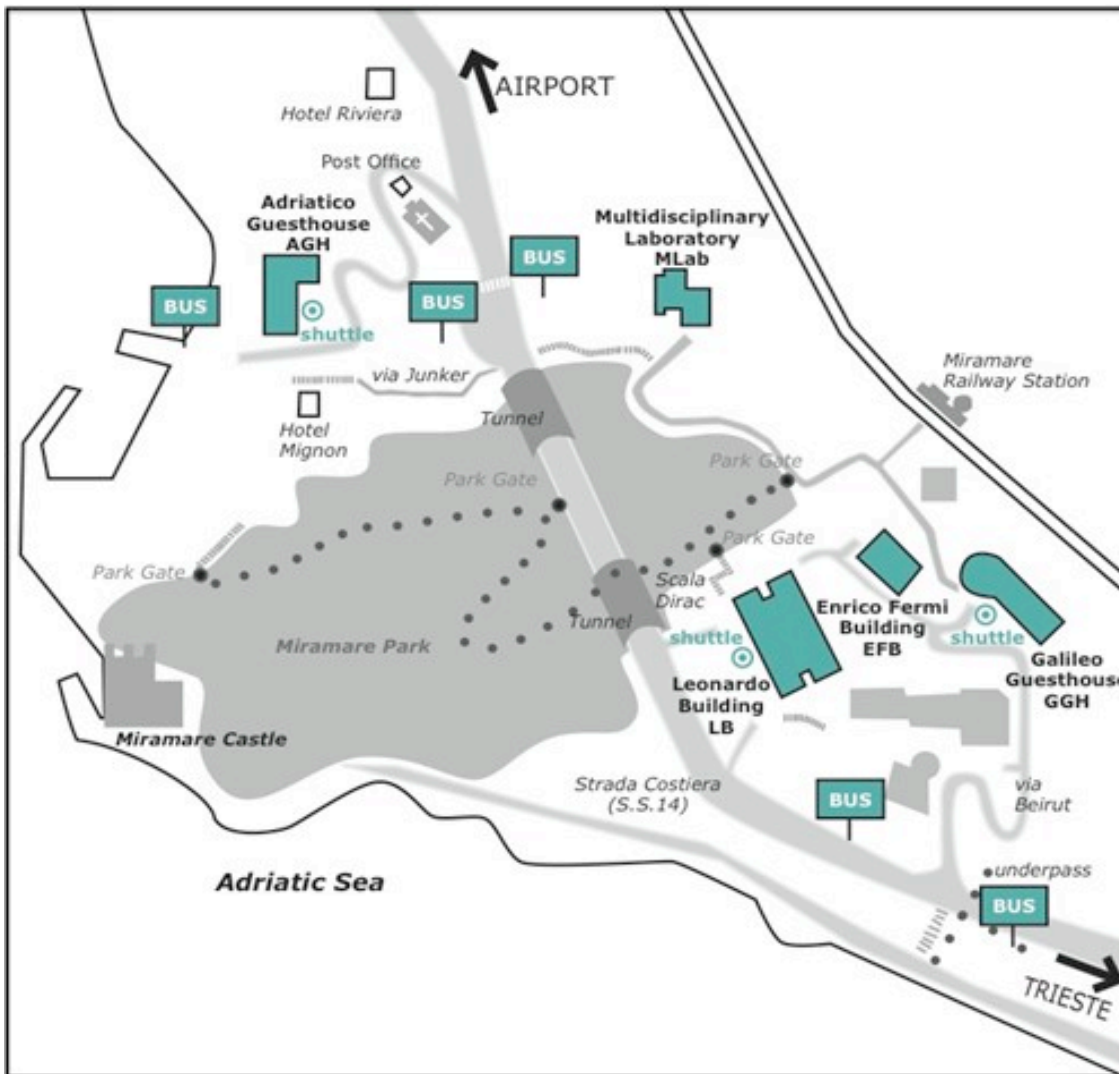 AIRPORT
Hotel Riviera
Post Office
Adriatico
Guesthouse
AGH
Multidisciplinary
Laboratory
MLab
BUS
BUS
BUS
shuttle
via Junker
Miramare
Railway Station
Tunnel
Hotel
Mignon
Park Gate
Park Gate
Park Gate
Park Gate
Scala
Dirac
Tunnel
Miramare Park
shuttle
Enrico Fermi
Building
EFB
shuttle
Galileo
Guesthouse
GGH
Leonardo
Building
LB
Miramare Castle
Strada Costiera
(S.S.14)
BUS
via
Beirut
Adriatic Sea
underpass
BUS
TRIESTE